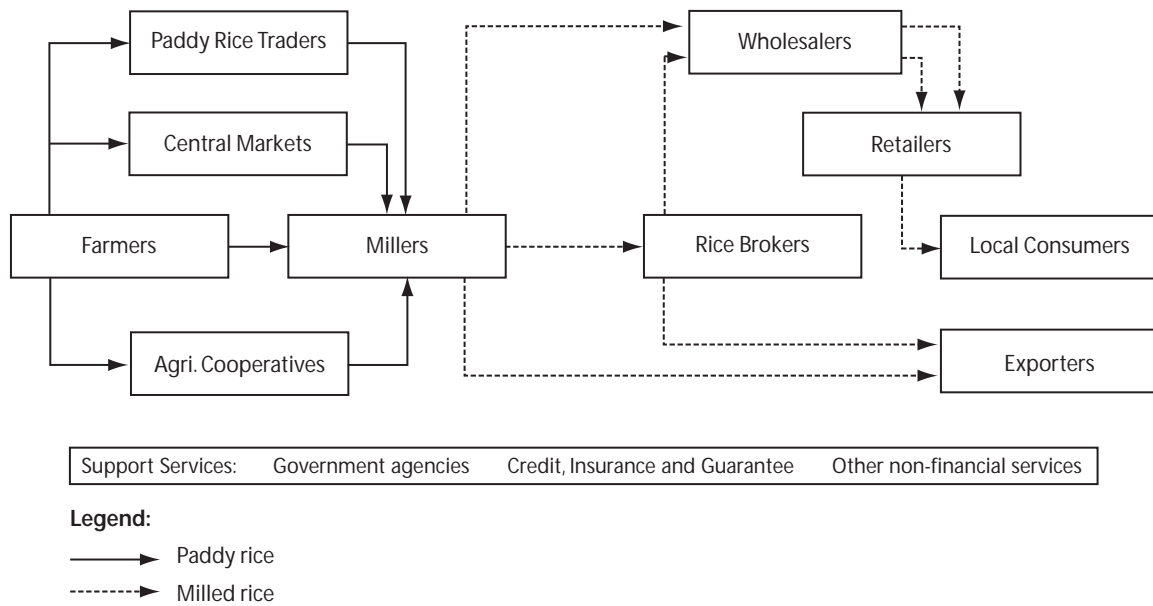 Paddy Rice Traders
Wholesalers
Central Markets
Retailers
Farmers
Millers
Rice Brokers
Local Consumers
Agri. Cooperatives
Exporters
Support Services: Government agencies Credit, Insurance and Guarantee Other non-financial services
Legend:
Paddy rice
Milled rice